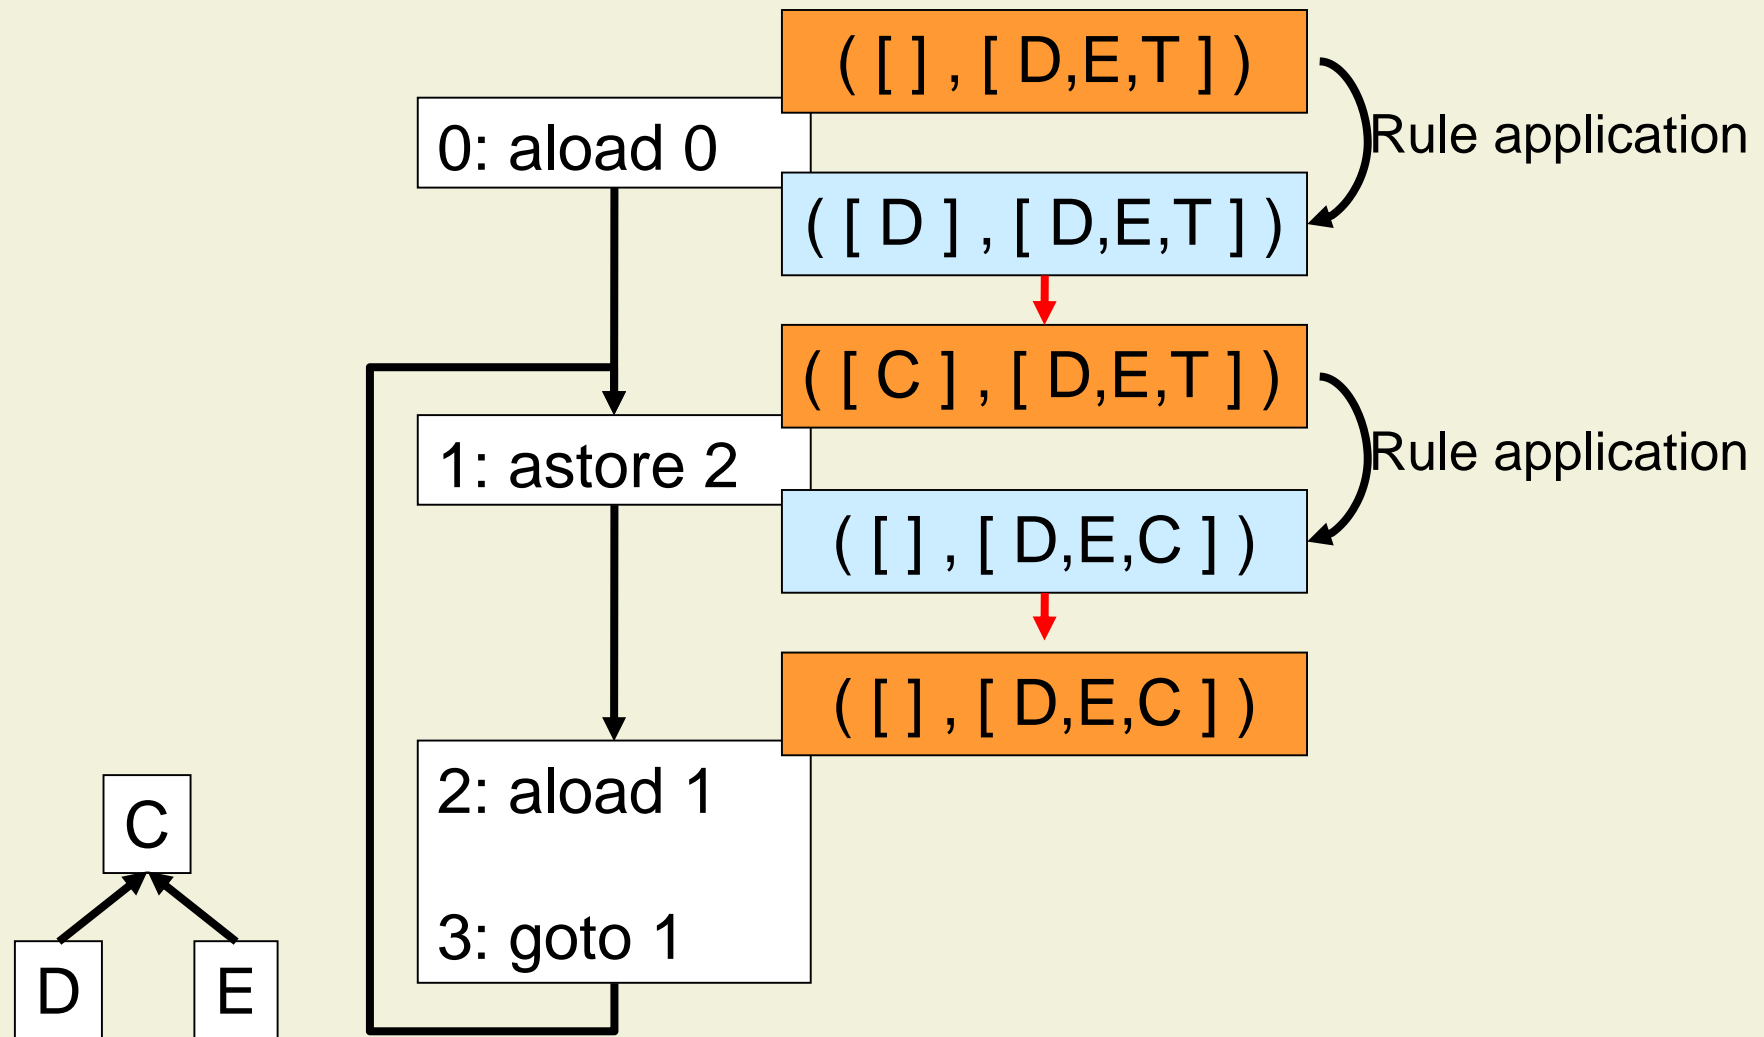 ( [ ] , [ D,E,T ] )
0: aload 0
Rule application
( [ D ] , [ D,E,T ] )
( [ C ] , [ D,E,T ] )
1: astore 2
Rule application
( [ ] , [ D,E,C ] )
( [ ] , [ D,E,C ] )
2: aload 1
3: goto 1
C
D
E